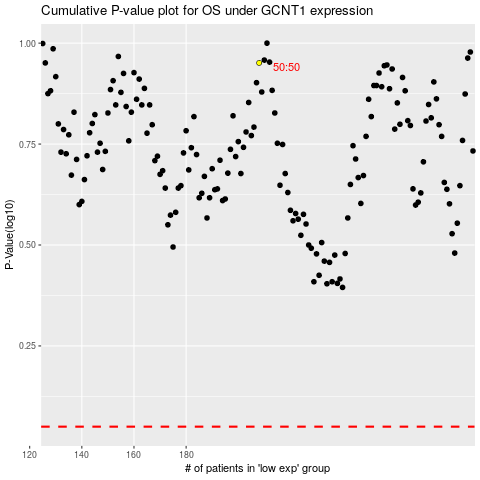 Cumulative P-value plot for OS under GCNT1 expression
P-Value(log10)
1.00
0.75
0.50
0.25
50:50
120 140 160 180
# of patients in 'low exp' group